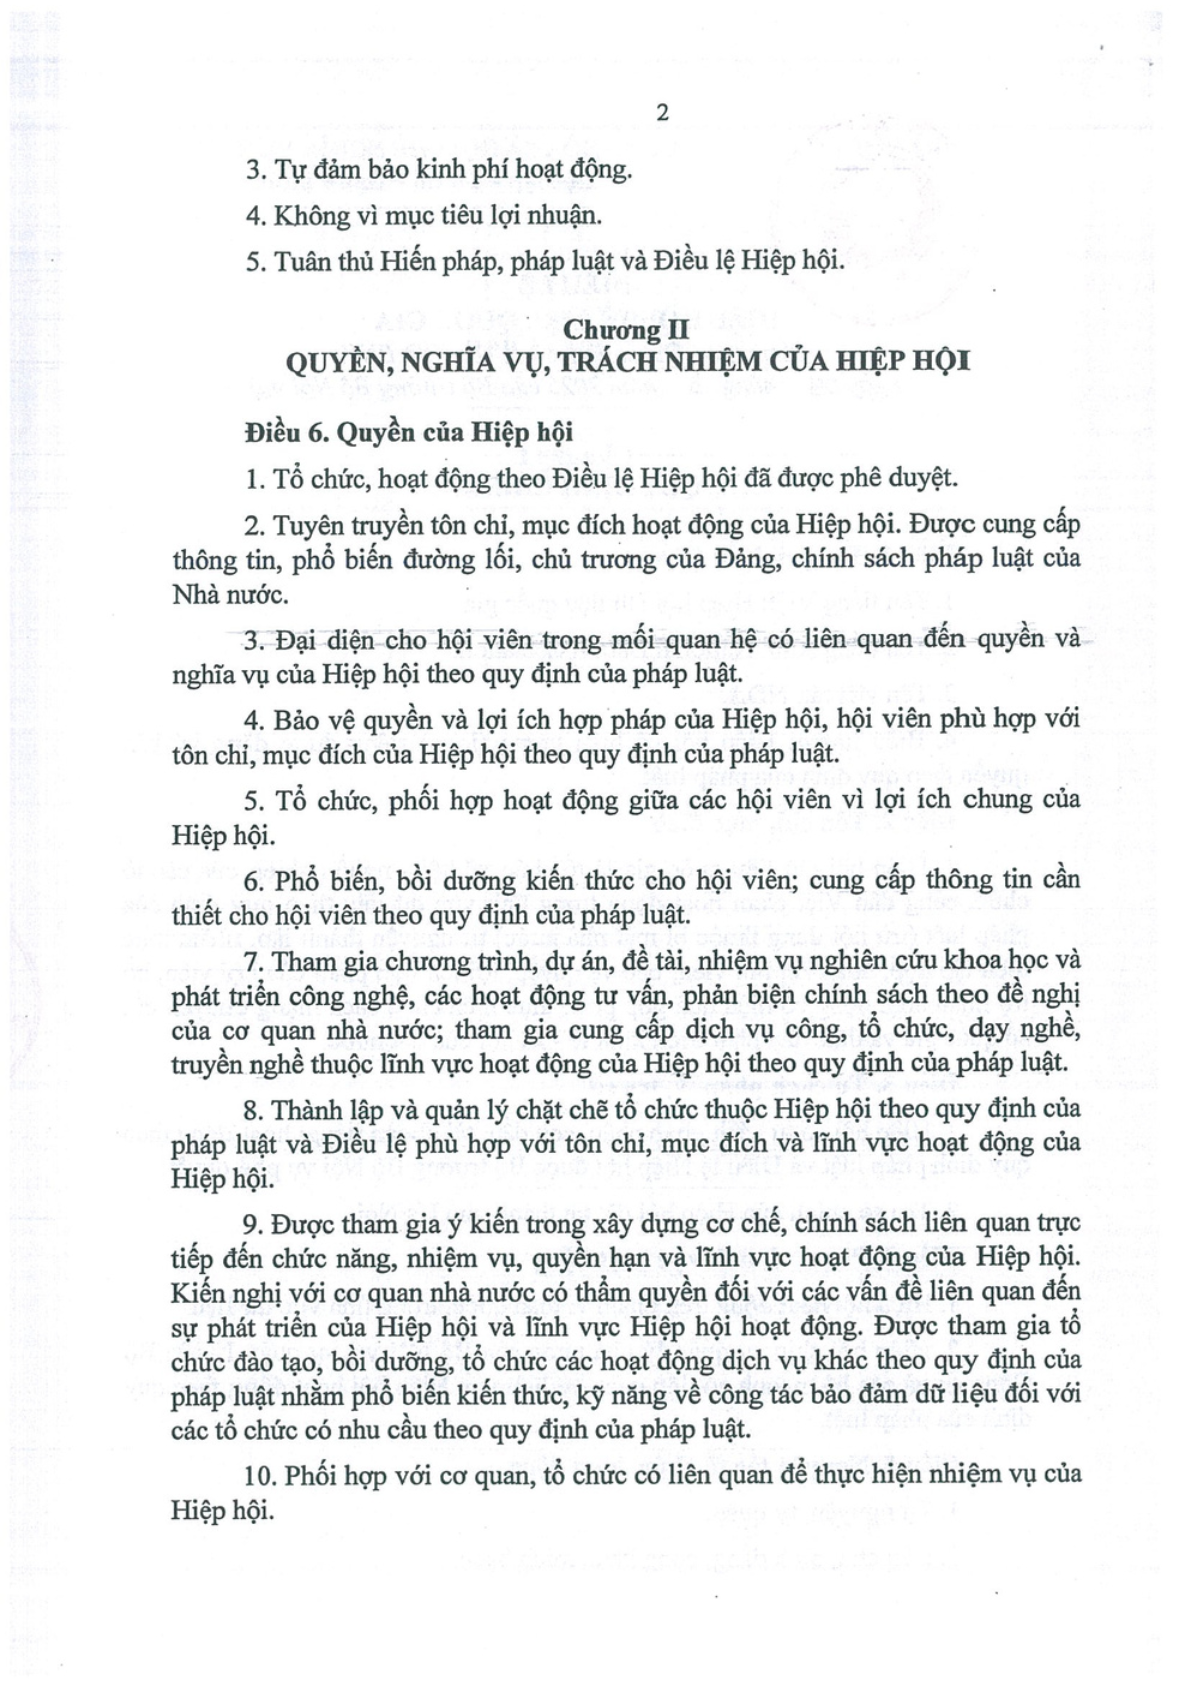 2
3. Tự đảm bảo kinh phí hoạt động.
4. Không vì mục tiêu lợi nhuận.
5. Tuân thủ Hiến pháp, pháp luật và Điều lệ Hiệp hội.
Chương II
QUYỀN, NGHĨA VỤ, TRÁCH NHIỆM CỦA HIỆP HỘI
Điều 6. Quyền của Hiệp hội
1. Tổ chức, hoạt động theo Điều lệ Hiệp hội đã được phê duyệt.
2. Tuyên truyền tôn chỉ, mục đích hoạt động của Hiệp hội. Được cung cấp
thông tin, phổ biến đường lối, chủ trương của Đảng, chính sách pháp luật của
Nhà nước.
3. Đại diện cho hội viên trong mối quan hệ có liên quan đến quyền và
nghĩa vụ của Hiệp hội theo quy định của pháp luật.
4. Bảo vệ quyền và lợi ích hợp pháp của Hiệp hội, hội viên phù hợp với
tôn chỉ, mục đích của Hiệp hội theo quy định của pháp luật.
5. Tổ chức, phối hợp hoạt động giữa các hội viên vì lợi ích chung của
Hiệp hội.
6. Phổ biến, bồi dưỡng kiến thức cho hội viên; cung cấp thông tin cần
thiết cho hội viên theo quy định của pháp luật.
7. Tham gia chương trình, dự án, đề tài, nhiệm vụ nghiên cứu khoa học và
phát triển công nghệ, các hoạt động tư vấn, phản biện chính sách theo đề nghị
của cơ quan nhà nước; tham gia cung cấp dịch vụ công, tổ chức, dạy nghề,
truyền nghề thuộc lĩnh vực hoạt động của Hiệp hội theo quy định của pháp luật.
8. Thành lập và quản lý chặt chẽ tổ chức thuộc Hiệp hội theo quy định của
pháp luật và Điều lệ phù hợp với tôn chỉ, mục đích và lĩnh vực hoạt động của
Hiệp hội.
9. Được tham gia ý kiến trong xây dựng cơ chế, chính sách liên quan trực
tiếp đến chức năng, nhiệm vụ, quyền hạn và lĩnh vực hoạt động của Hiệp hội.
Kiến nghị với cơ quan nhà nước có thẩm quyền đối với các vấn đề liên quan đến
sự phát triển của Hiệp hội và lĩnh vực Hiệp hội hoạt động. Được tham gia tổ
chức đào tạo, bồi dưỡng, tổ chức các hoạt động dịch vụ khác theo quy định của
pháp luật nhằm phổ biến kiến thức, kỹ năng về công tác bảo đảm dữ liệu đối với
các tổ chức có nhu cầu theo quy định của pháp luật.
10. Phối hợp với cơ quan, tổ chức có liên quan để thực hiện nhiệm vụ của
Hiệp hội.